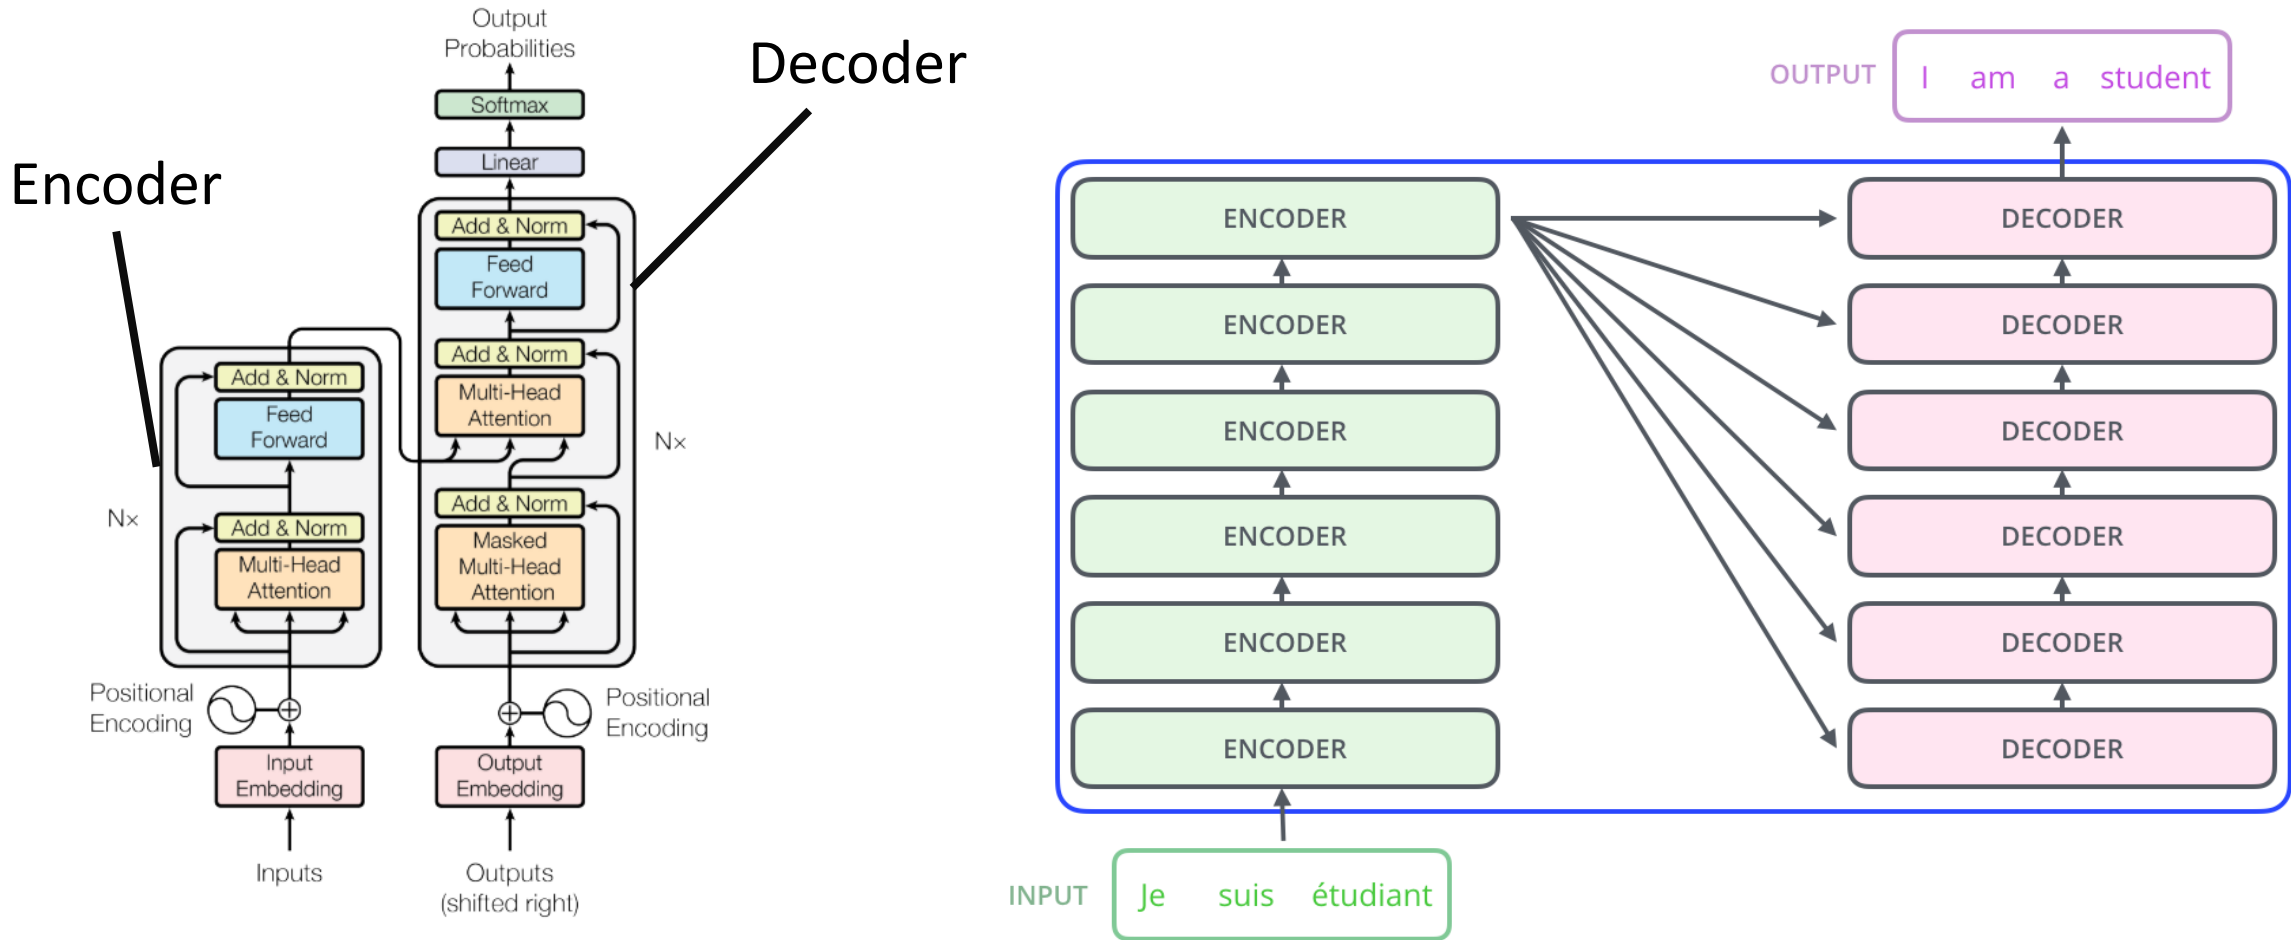 Output
Probabilities
Softmax
Linear
Decoder
Encoder
Add & Norm
Feed
Forward
Add & Norm
Multi-Head
Attention
Nx
Add & Norm
Masked
Multi-Head
Attention
Add & Norm
Feed
Forward
Nx
Add & Norm
Multi-Head
Attention
Positional
Encoding
Positional
Encoding
Input
Embedding
Output
Embedding
Inputs
Outputs
(shifted right)
OUTPUT I am a student
ENCODER
ENCODER
ENCODER
ENCODER
ENCODER
ENCODER
DECODER
DECODER
DECODER
DECODER
DECODER
DECODER
INPUT Je suis étudiant